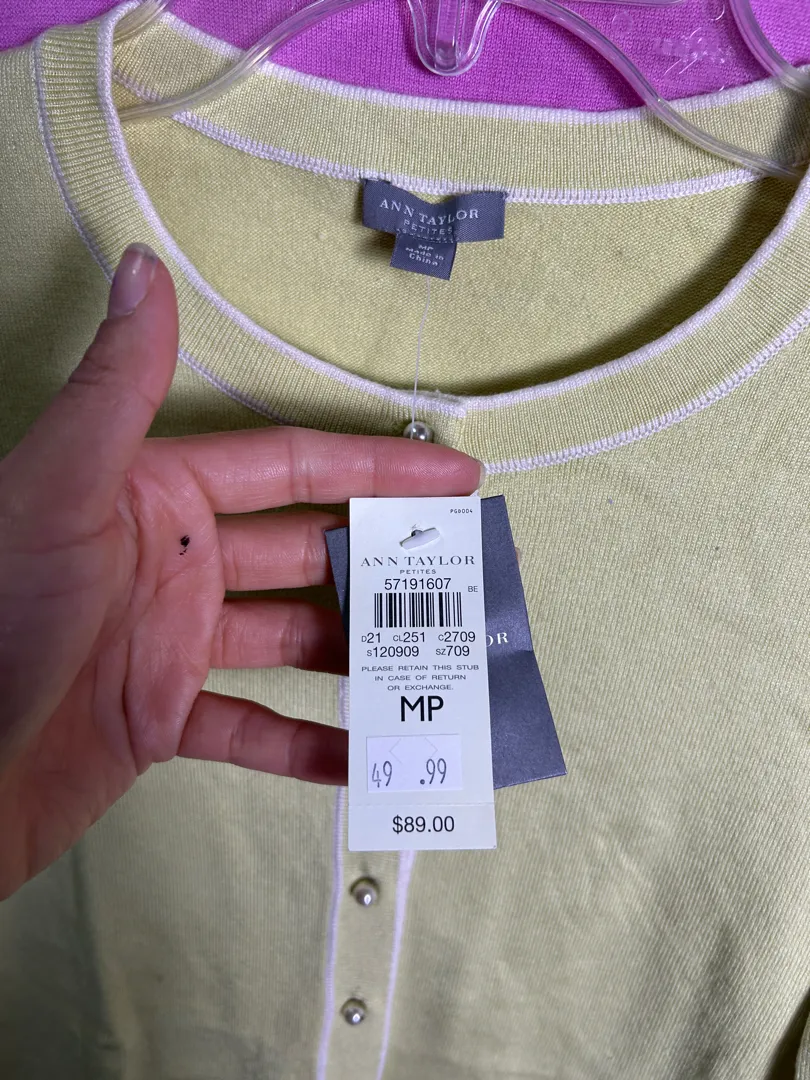 ANN TAYLOR
PETITES
MP
Made in
China
PG8004
ANN TAYLOR
PETITES
57191607
BE
D21 CL251 C2709
S120909 SZ709
PLEASE RETAIN THIS STUB
IN CASE OF RETURN
OR EXCHANGE.
MP
49 .99
$89.00
OR